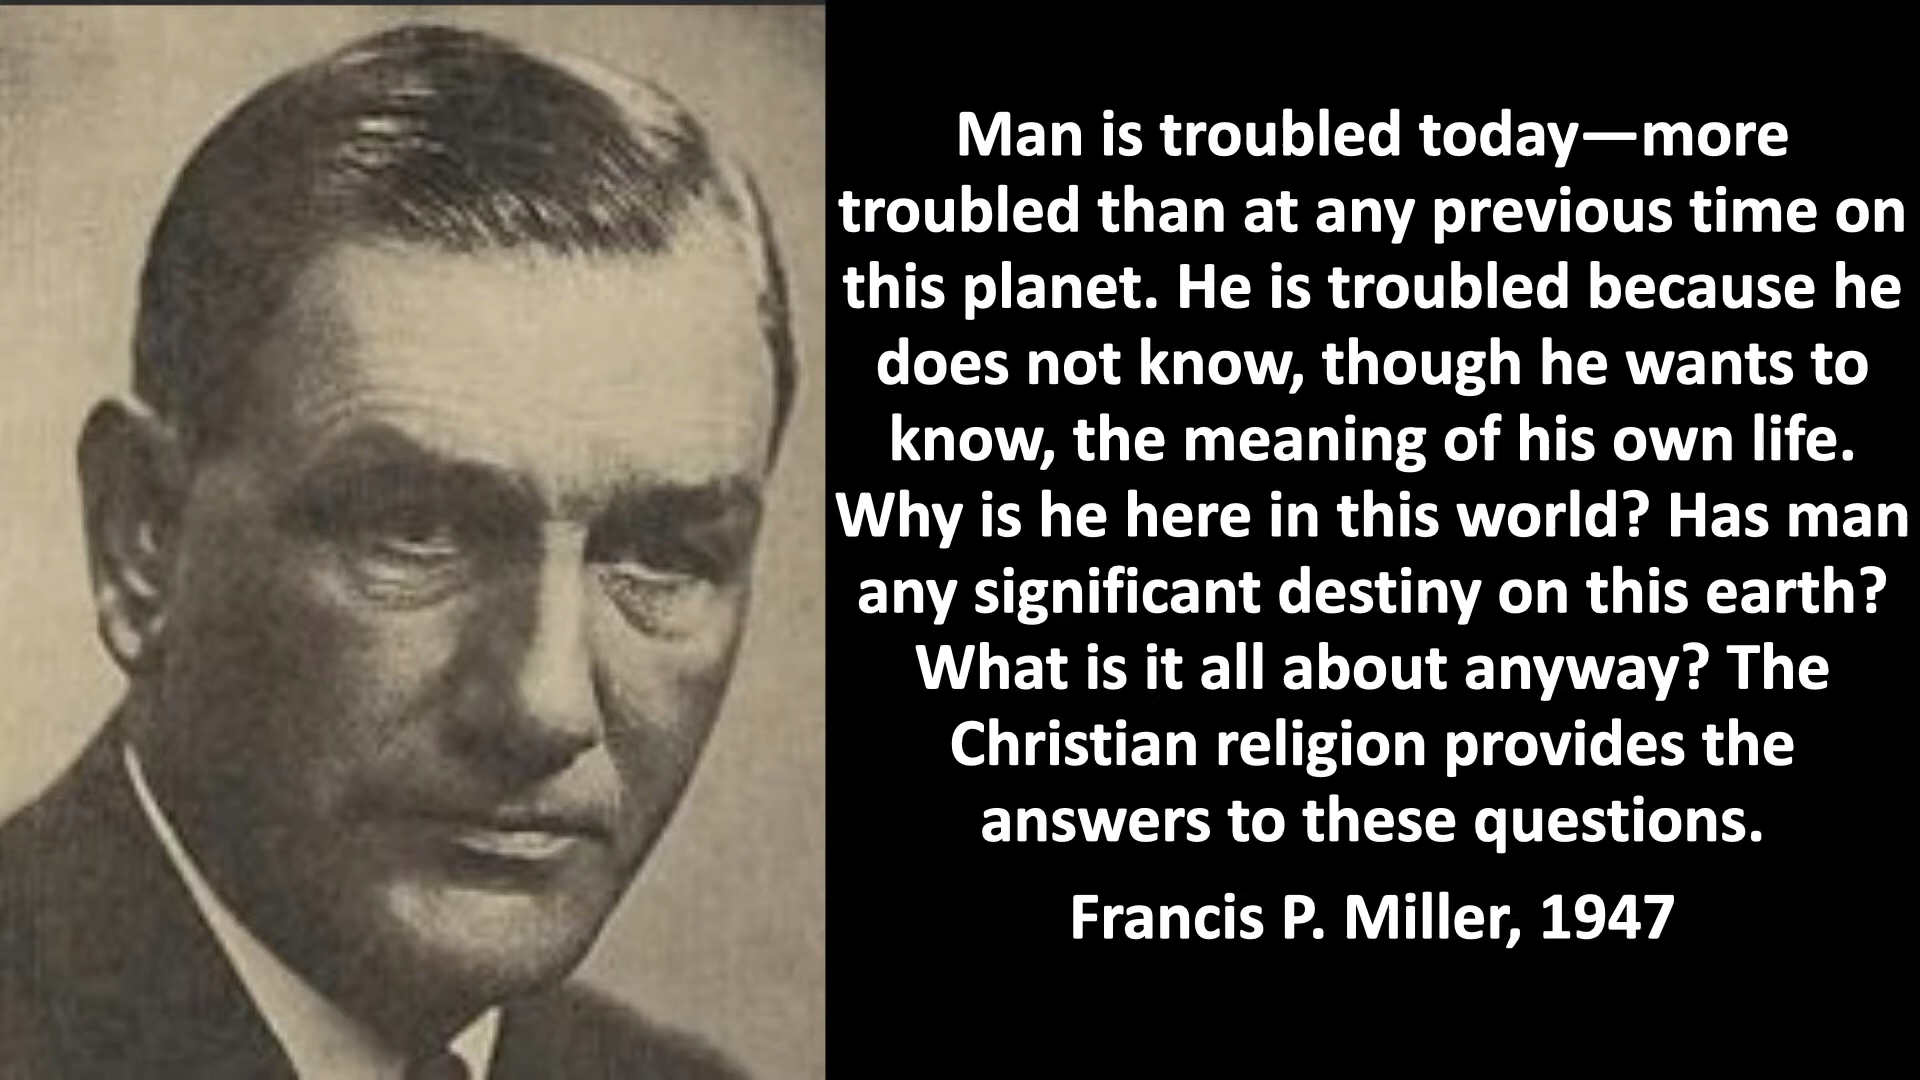 Man is troubled today—more
troubled than at any previous time on
this planet. He is troubled because he
does not know, though he wants to
know, the meaning of his own life.
Why is he here in this world? Has man
any significant destiny on this earth?
What is it all about anyway? The
Christian religion provides the
answers to these questions.
Francis P. Miller, 1947